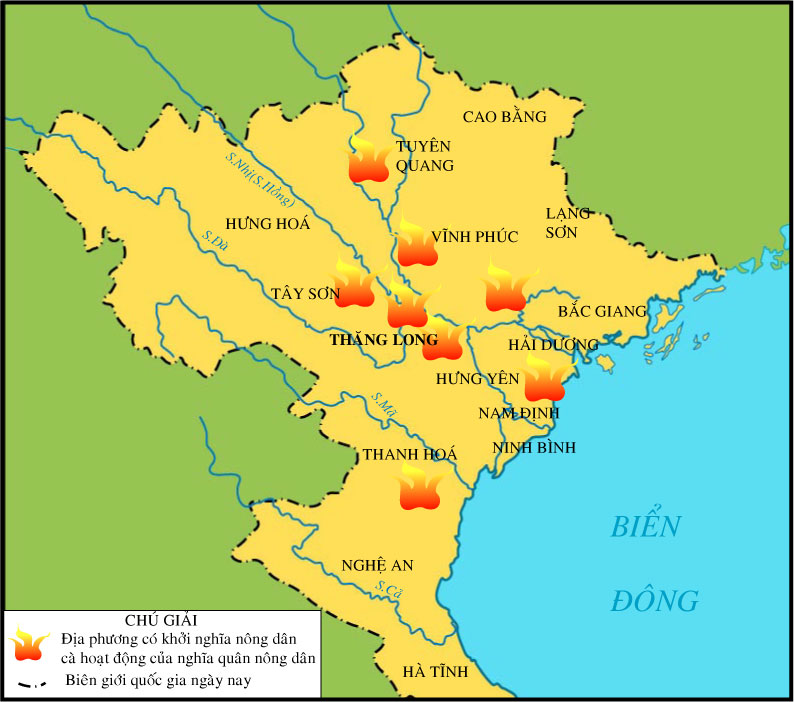 CAO BẰNG
TUYÊN
QUANG
S.Nhị(S.Hồng)
HƯNG HOÁ
LẠNG
SƠN
S.Đà
VĨNH PHÚC
TÂY SƠN
BẮC GIANG
THĂNG LONG
HẢI DƯƠNG
HƯNG YÊN
S.Mã
NAM ĐỊNH
THANH HOÁ
NINH BÌNH
BIỂN
ĐÔNG
NGHỆ AN
S.Cả
HÀ TĨNH
CHÚ GIẢI
Địa phương có khởi nghĩa nông dân
cà hoạt động của nghĩa quân nông dân
Biên giới quốc gia ngày nay